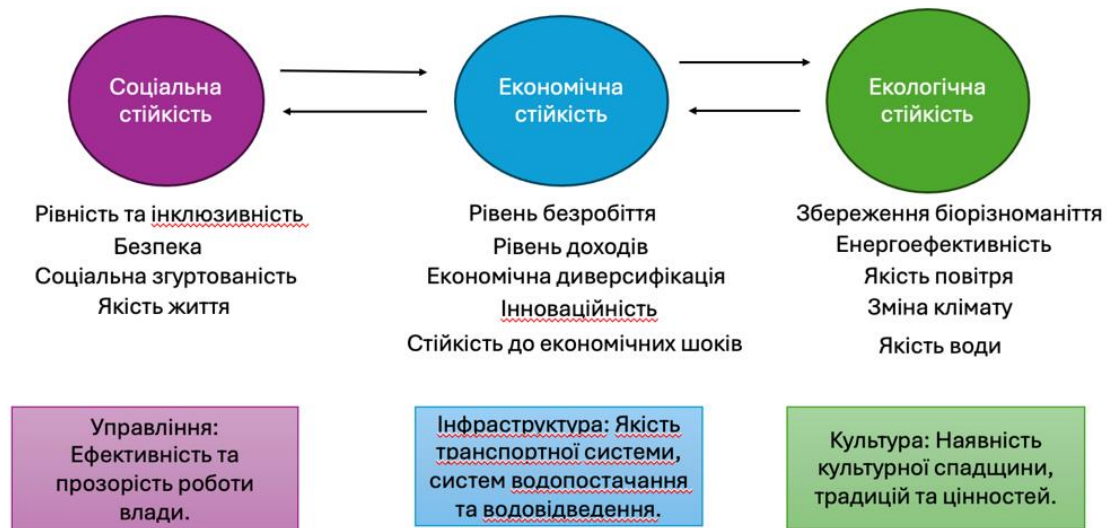 Соціальна
стійкість
Економічна
стійкість
Екологічна
стійкість
Рівність та інклюзивність
Безпека
Соціальна згуртованість
Якість життя
Рівень безробіття
Рівень доходів
Економічна диверсифікація
Інноваційність
Стійкість до економічних шоків
Збереження біорізноманіття
Енергоефективність
Якість повітря
Зміна клімату
Якість води
Управління:
Ефективність та
прозорість роботи
влади.
Інфраструктура: Якість
транспортної системи,
систем водопостачання
та водовідведення.
Культура: Наявність
культурної спадщини,
традицій та цінностей.